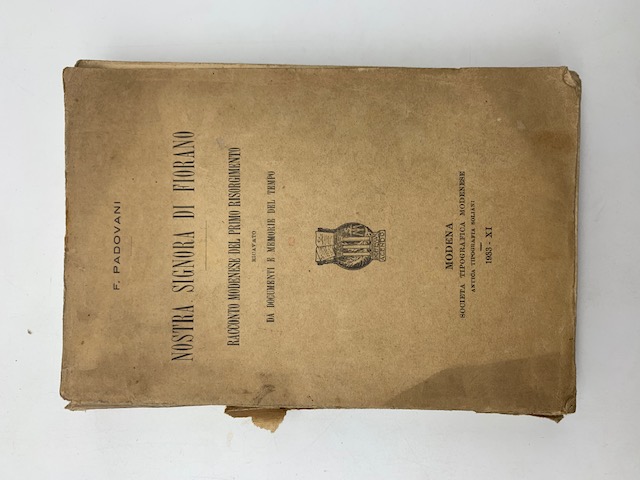 F. PADOVANI
NOSTRA SIGNORA DI FIORANO
RACCONTO MODENESE DEL PRIMO RISORGIMENTO
RICAVATO
DA DOCUMENTI E MEMORIE DEL TEMPO
MODENA
SOCIETÀ TIPOGRAFICA MODENESE
ANTICA TIPOGRAFIA SOLIANI
1933 - XI